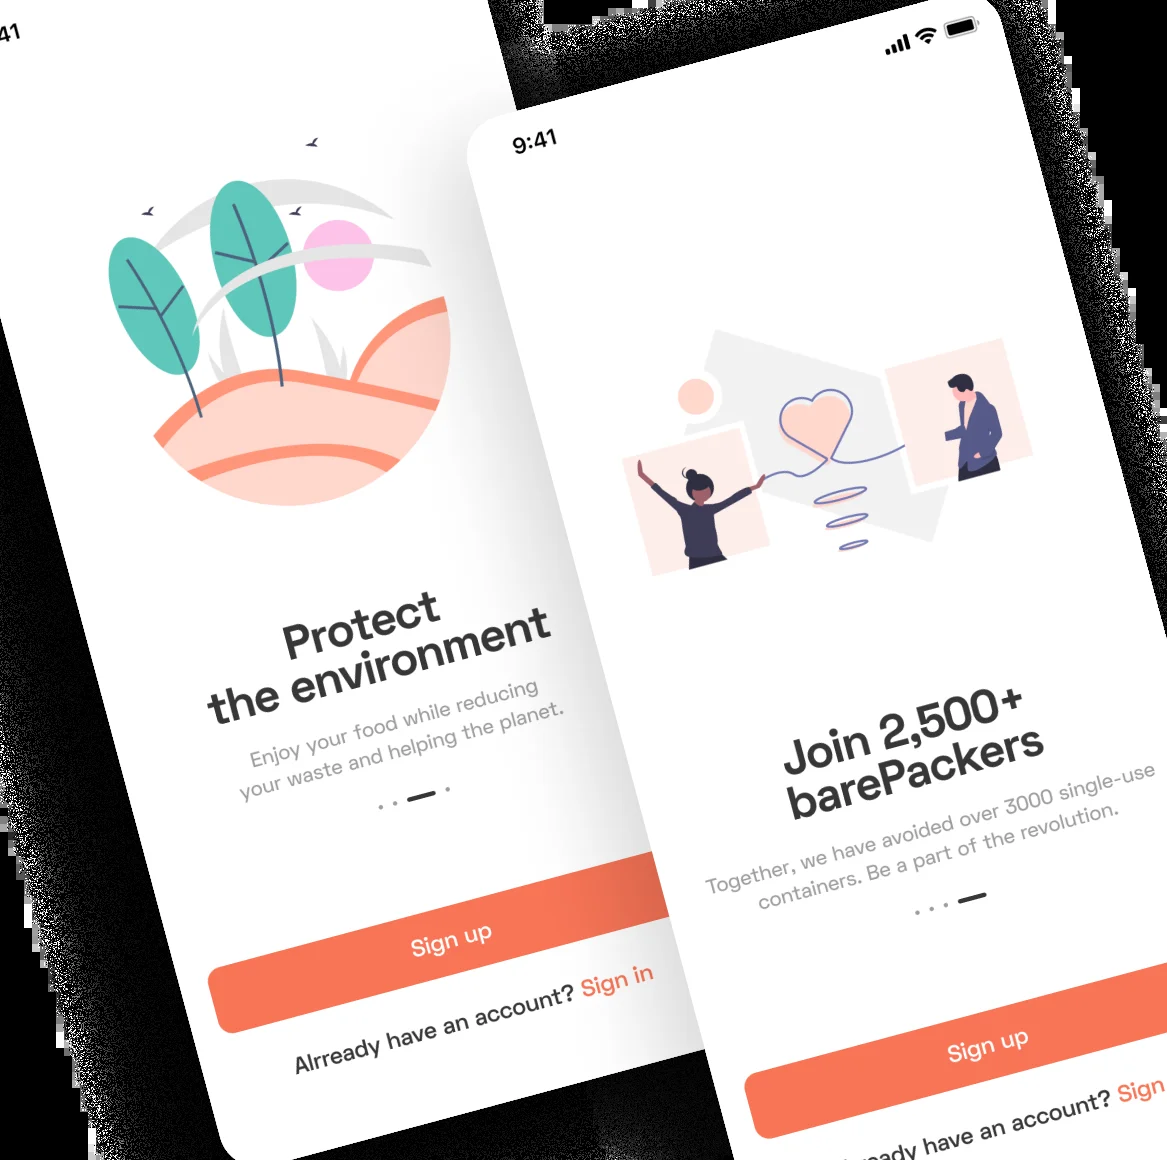 41
Protect
the environment
Enjoy your food while reducing
your waste and helping the planet.
Sign up
Alrready have an account? Sign in
9:41
Join 2,500+
barePackers
Together, we have avoided over 3000 single-use
containers. Be a part of the revolution.
Sign up
ready have an account? Sign